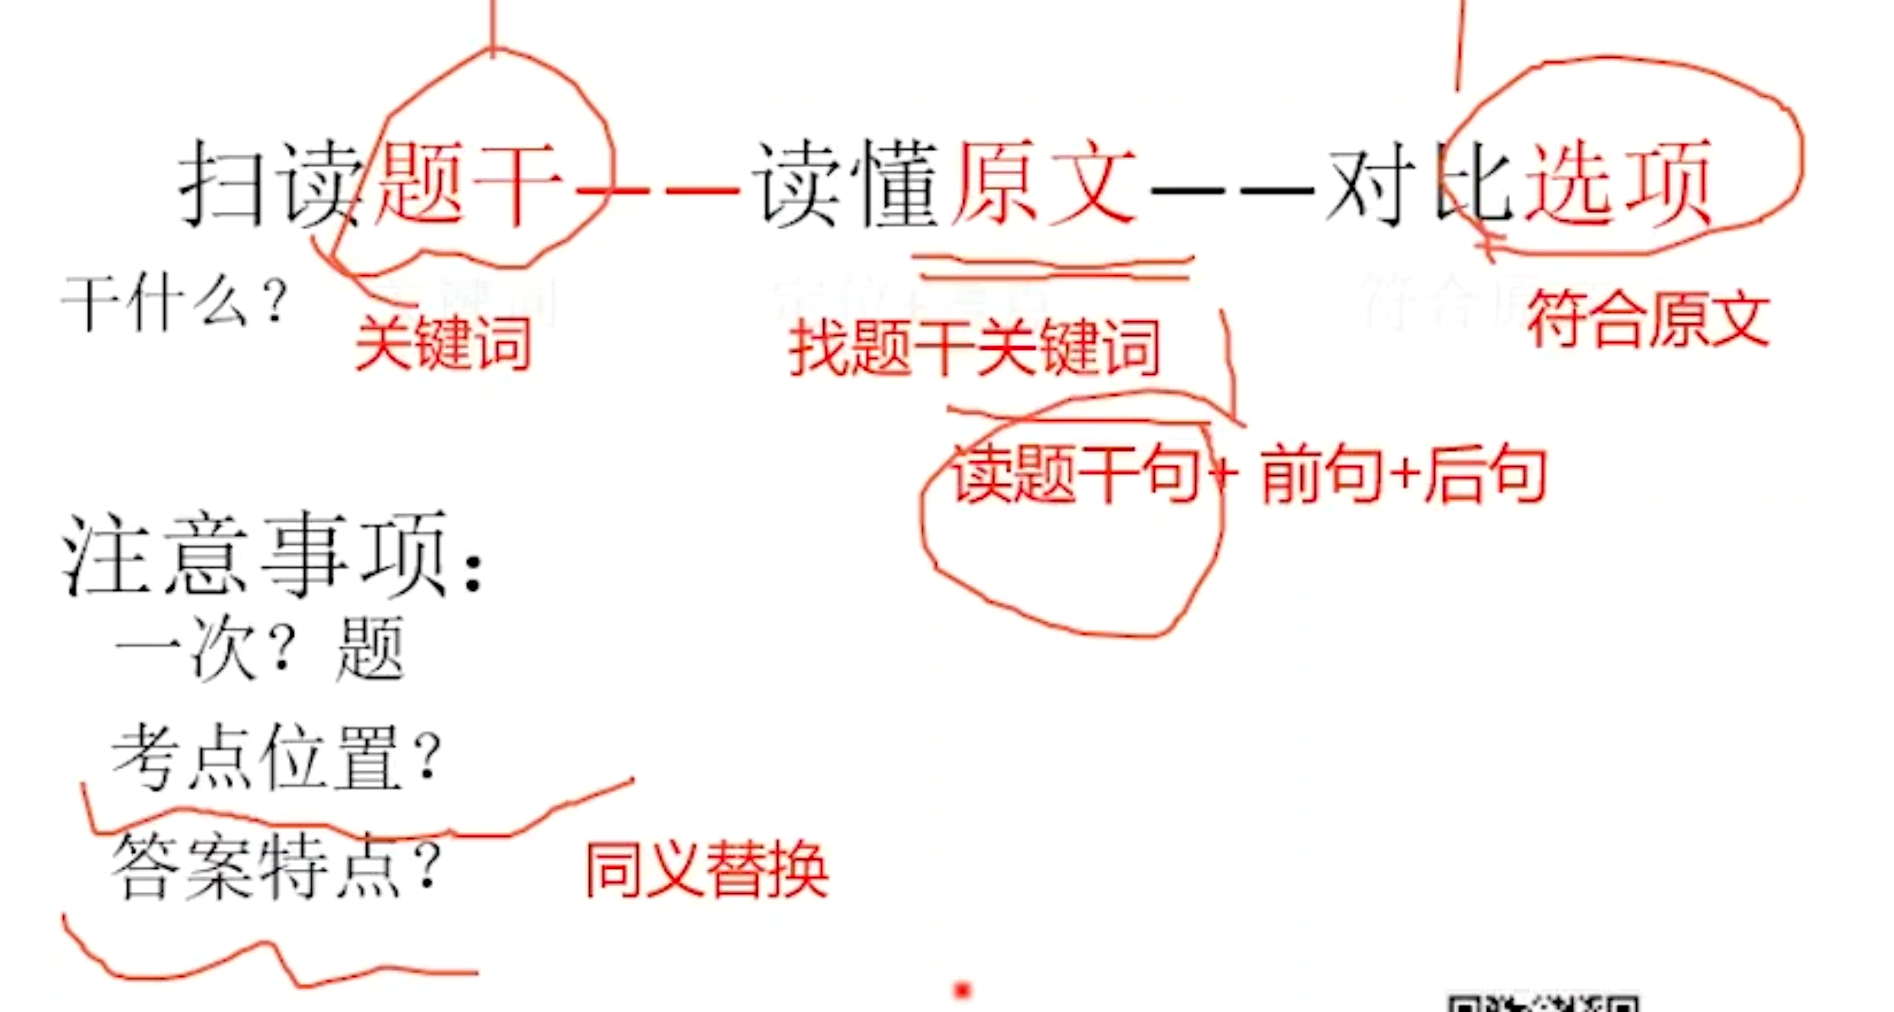 扫读题干——读懂原文——对比选项
干什么？
关键词
找题干关键词
符合原文
读题干句+ 前句+后句
注意事项：
一次？题
考点位置？
答案特点？ 同义替换